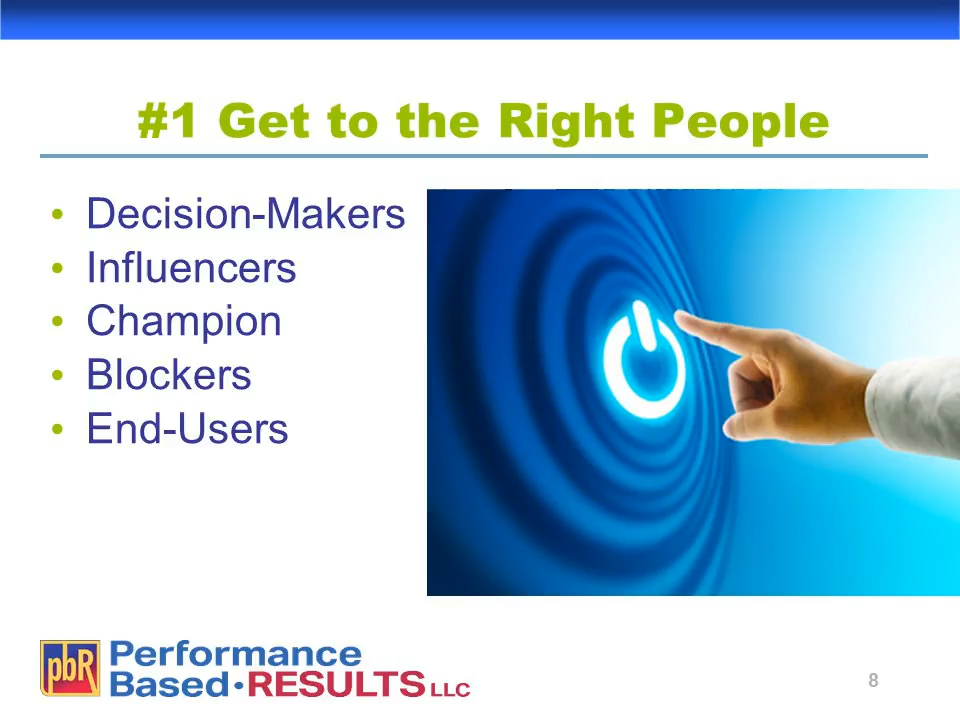 #1 Get to the Right People
• Decision-Makers
• Influencers
• Champion
• Blockers
• End-Users
pbR
Performance
Based•RESULTS LLC
8